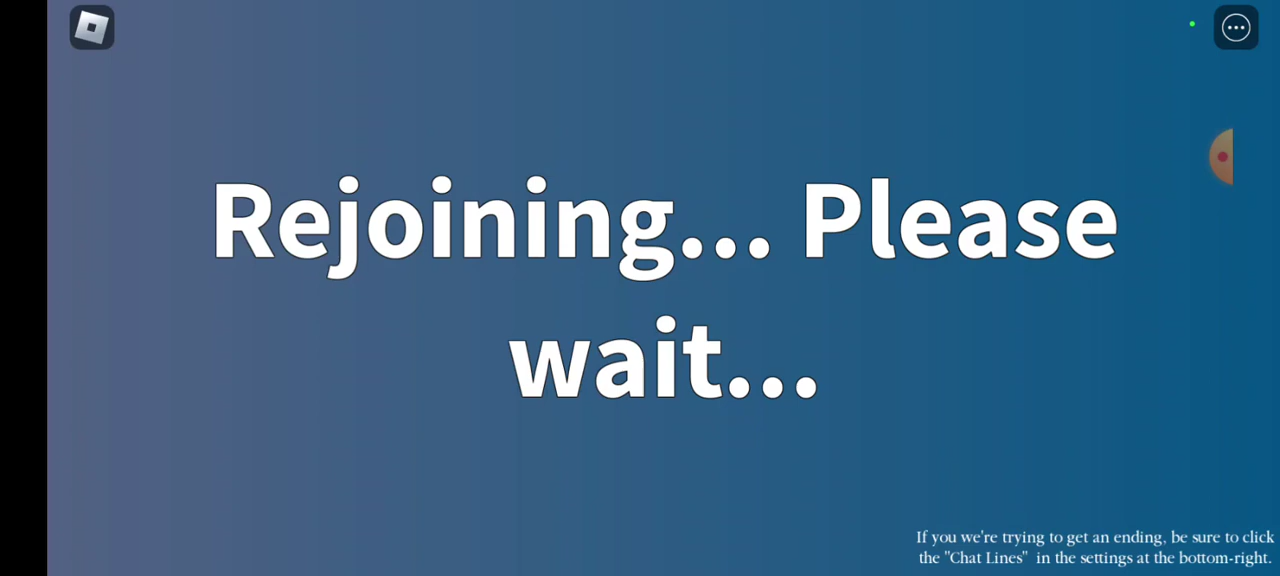 Rejoining... Please
wait...
If you we're trying to get an ending, be sure to click
the "Chat Lines" in the settings at the bottom-right.